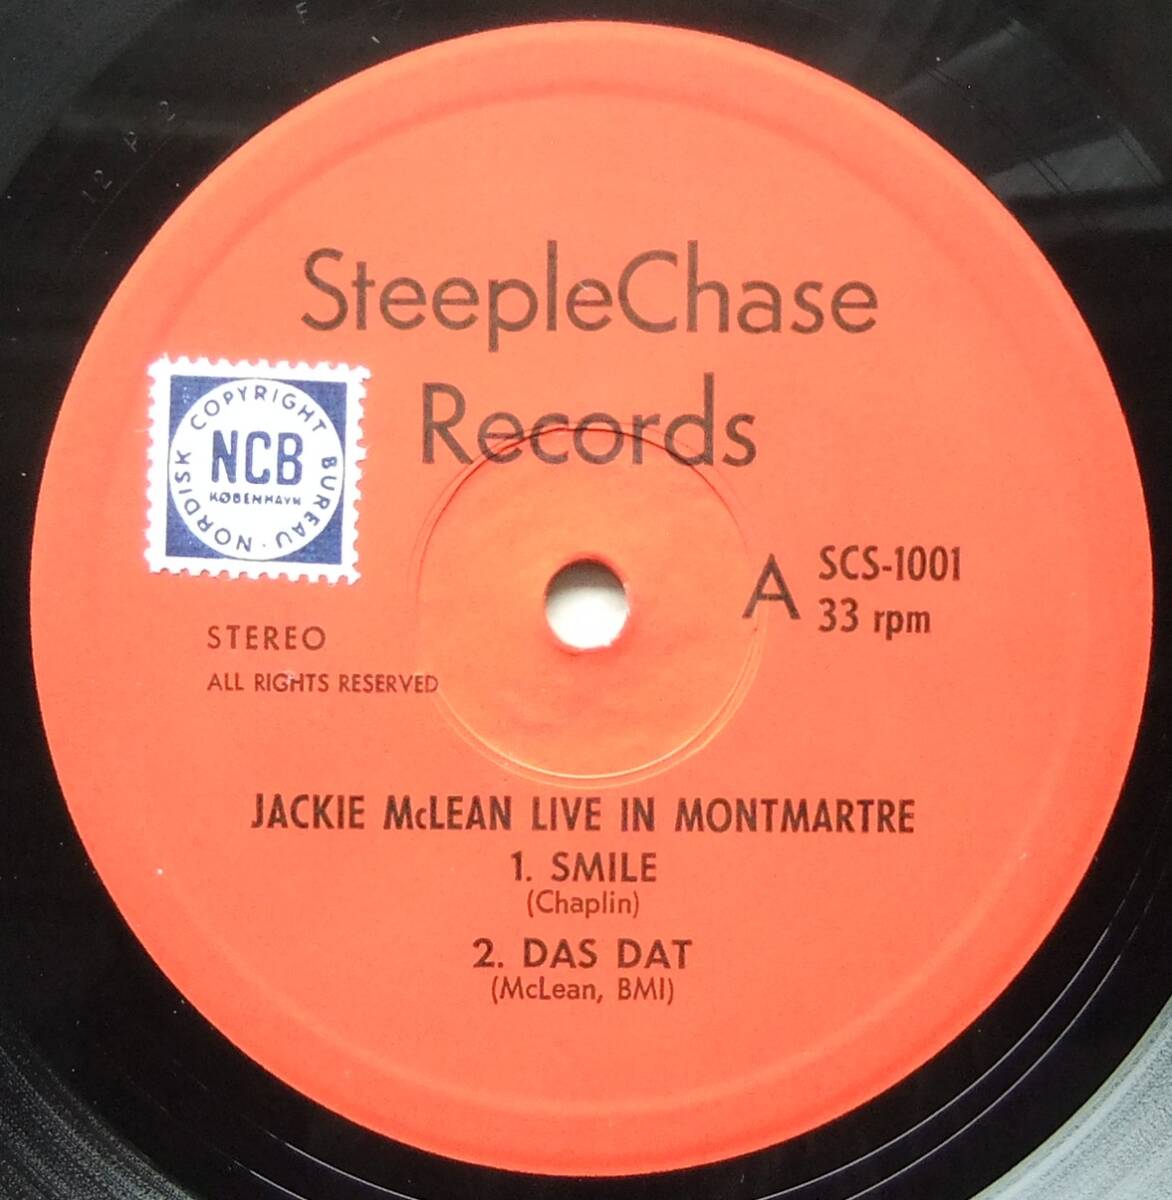 SteepleChase
Records
COPYRIGHT BUREAU · NORDISK
NCB
KØBENHAVN
A
SCS-1001
33 rpm
STEREO
ALL RIGHTS RESERVED
JACKIE McLEAN LIVE IN MONTMARTRE
1. SMILE
(Chaplin)
2. DAS DAT
(McLean, BMI)